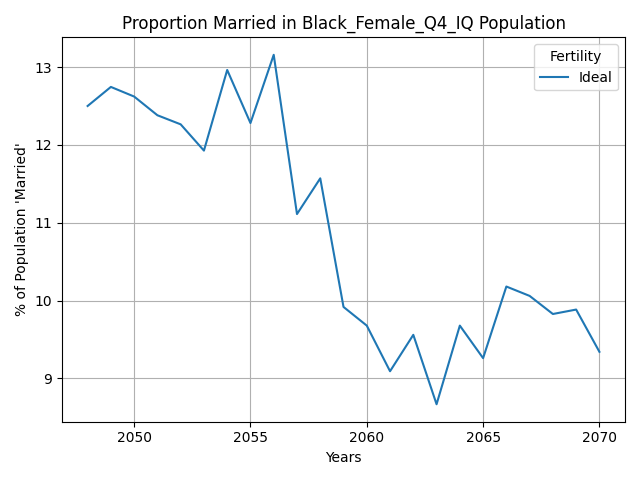 Proportion Married in Black_Female_Q4_IQ Population
Fertility
Ideal
% of Population 'Married'
13
12
11
10
9
2050 2055 2060 2065 2070
Years